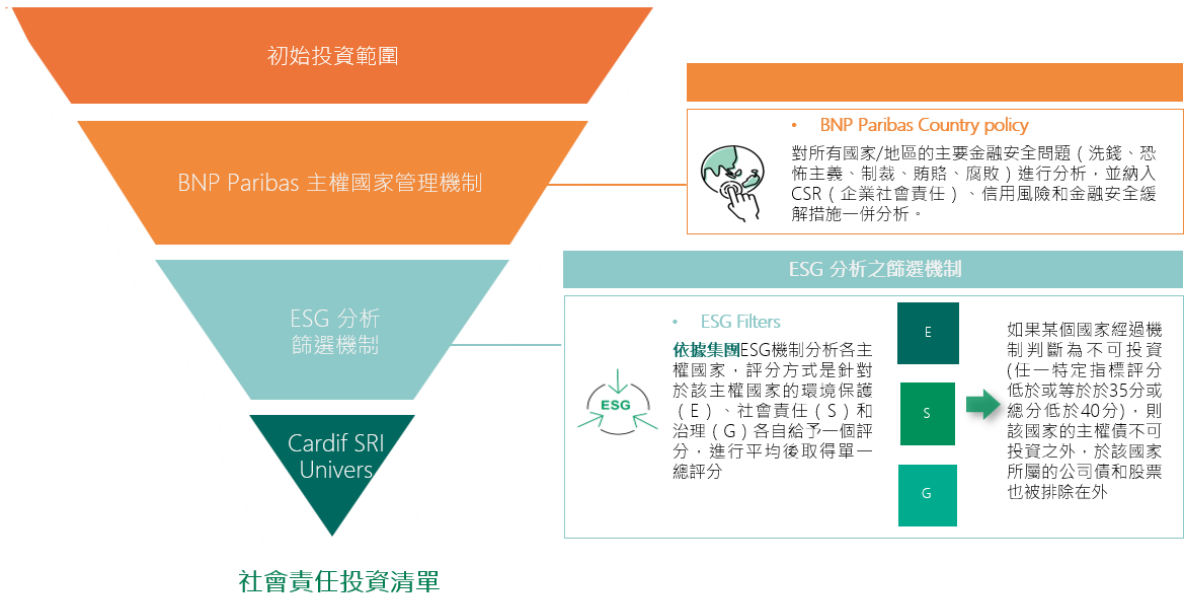 初始投資範圍
BNP Paribas 主權國家管理機制
• BNP Paribas Country policy
對所有國家/地區的主要金融安全問題（洗錢、恐
怖主義、制裁、賄賂、腐敗）進行分析，並納入
CSR（企業社會責任）、信用風險和金融安全緩
解措施一併分析。
ESG 分析
篩選機制
ESG 分析之篩選機制
• ESG Filters
ESG
依據集團ESG機制分析各主
權國家，評分方式是針對
於該主權國家的環境保護
（E）、社會責任（S）和
治理（G）各自給予一個評
分，進行平均後取得單一
總評分
E
S
G
如果某個國家經過機
制判斷為不可投資
(任一特定指標評分
低於或等於於35分或
總分低於40分)，則
該國家的主權債不可
投資之外，於該國家
所屬的公司債和股票
也被排除在外
Cardif SRI
Univers
社會責任投資清單